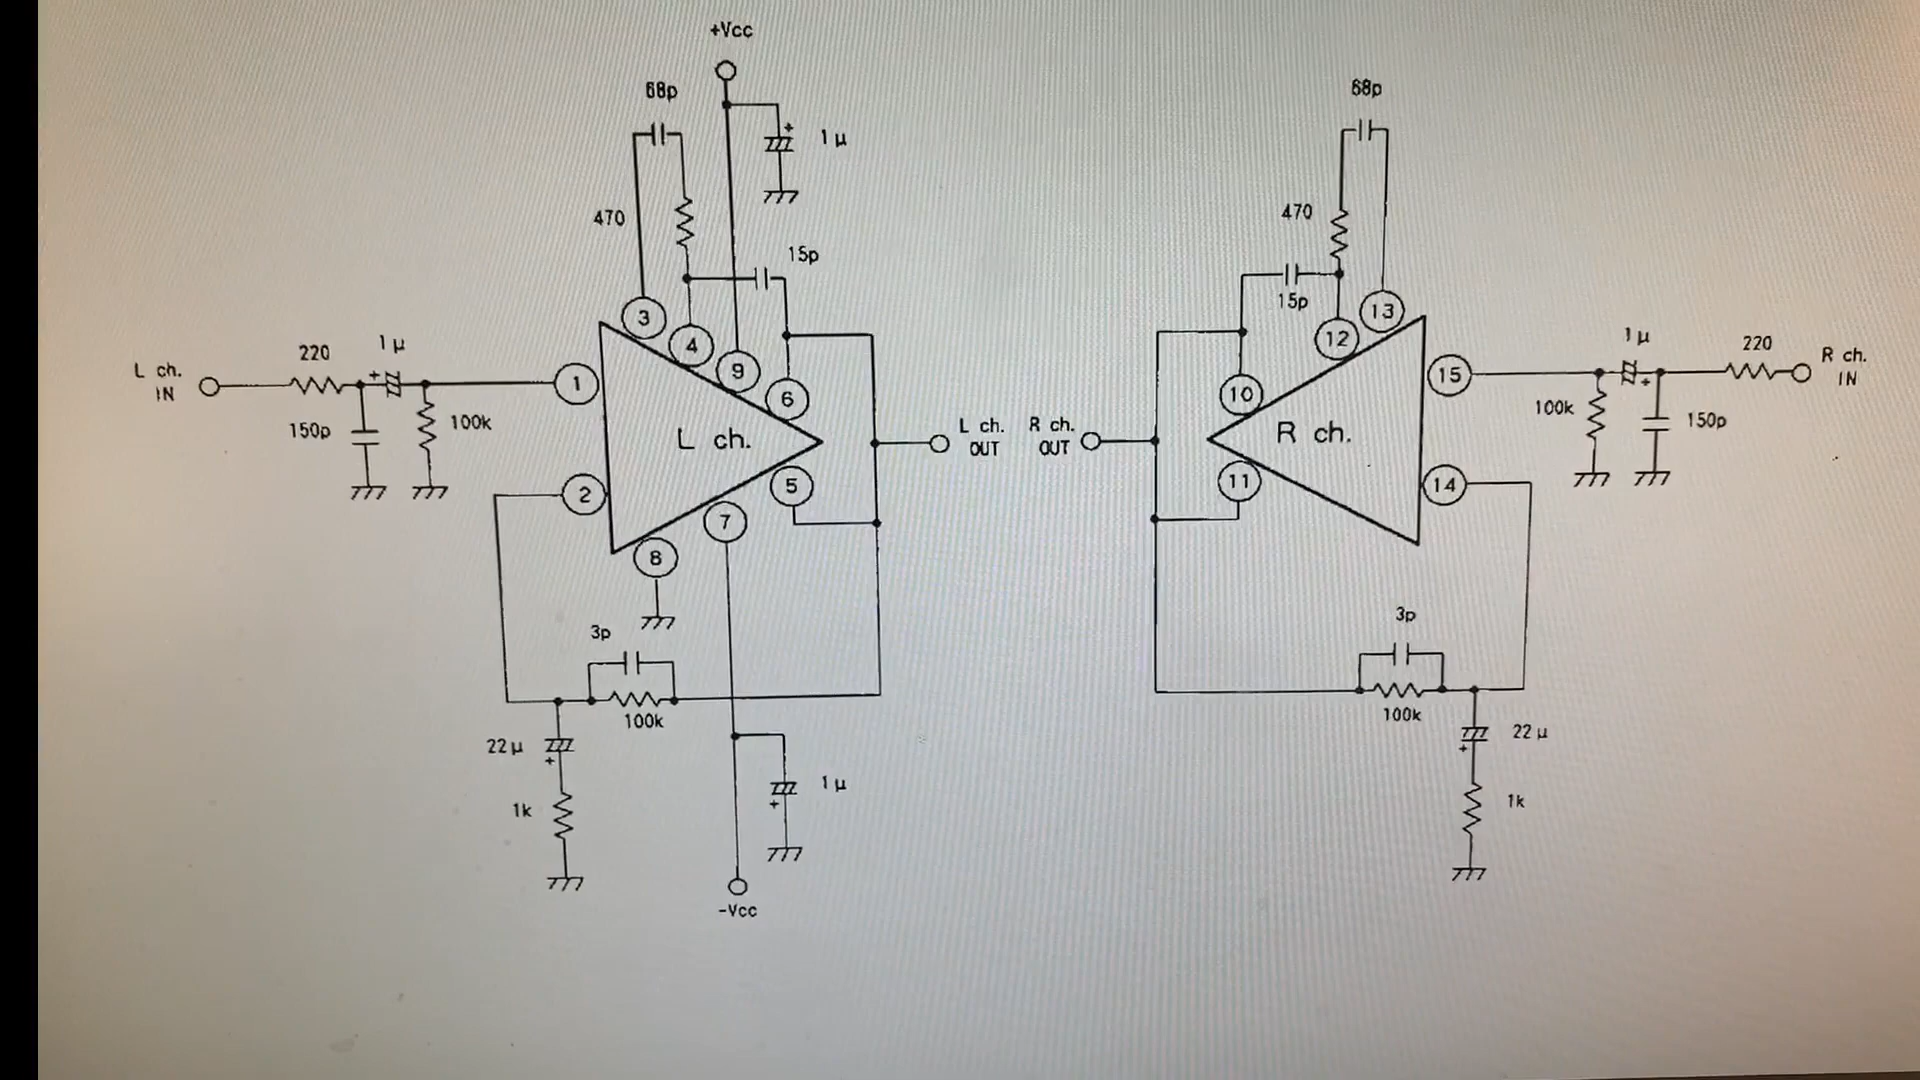 +Vcc
68p
1μ
470
15p
3
4
9
6
L ch.
IN
220
1μ
150p
100k
1
2
L ch.
5
7
8
L ch.
OUT
3p
100k
22μ
1k
1μ
-Vcc
68p
470
15p
13
12
10
11
R ch.
OUT
R ch.
15
14
1μ
220
R ch.
IN
100k
150p
3p
100k
22μ
1k